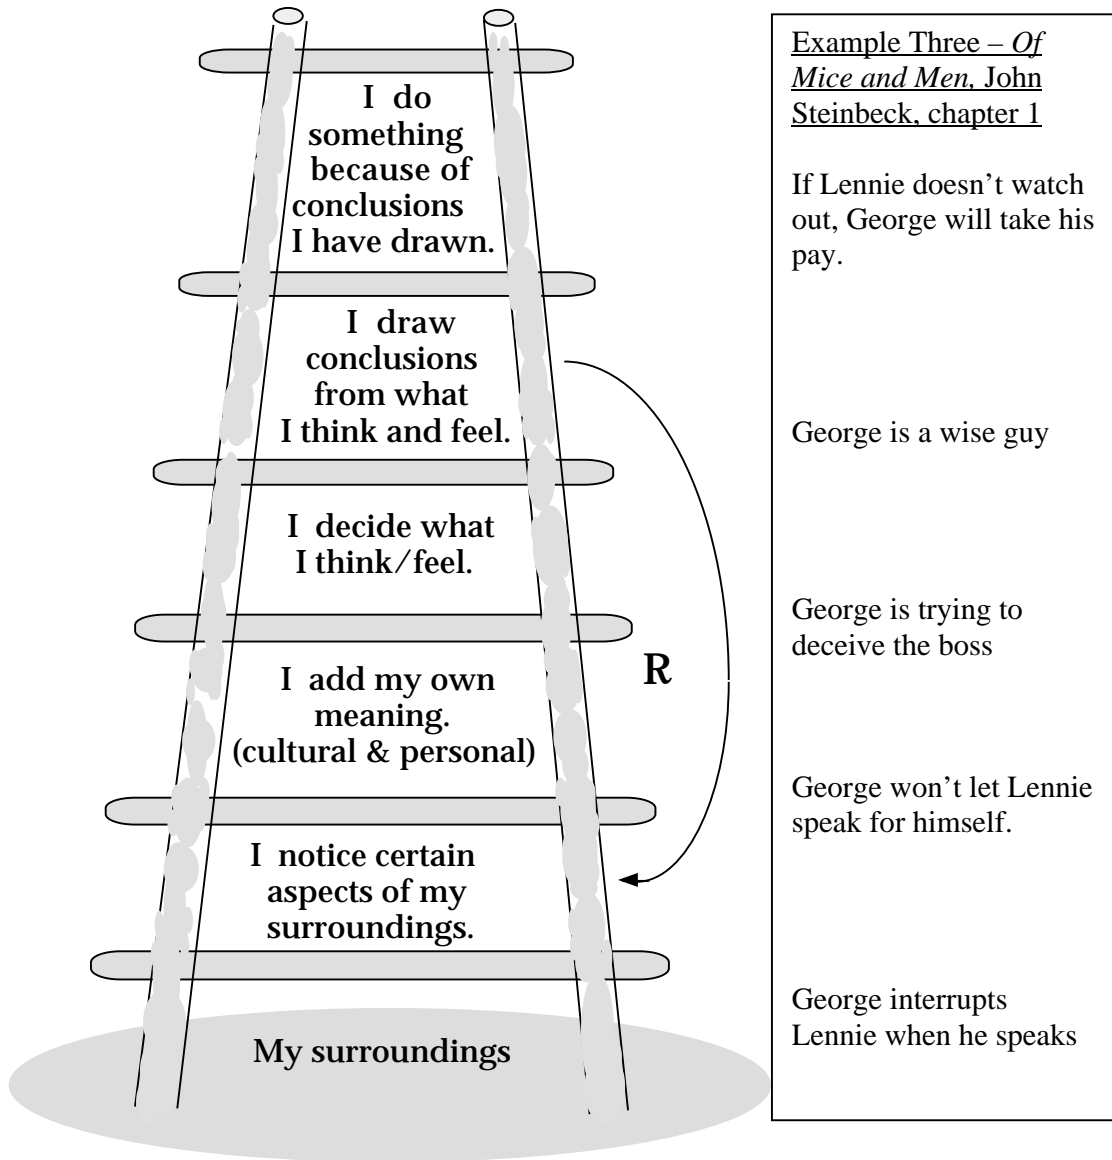 I do
something
because of
conclusions
I have drawn.
I draw
conclusions
from what
I think and feel.
I decide what
I think/feel.
R
I add my own
meaning.
(cultural & personal)
I notice certain
aspects of my
surroundings.
My surroundings
Example Three – Of
Mice and Men, John
Steinbeck, chapter 1
If Lennie doesn’t watch
out, George will take his
pay.
George is a wise guy
George is trying to
deceive the boss
George won’t let Lennie
speak for himself.
George interrupts
Lennie when he speaks